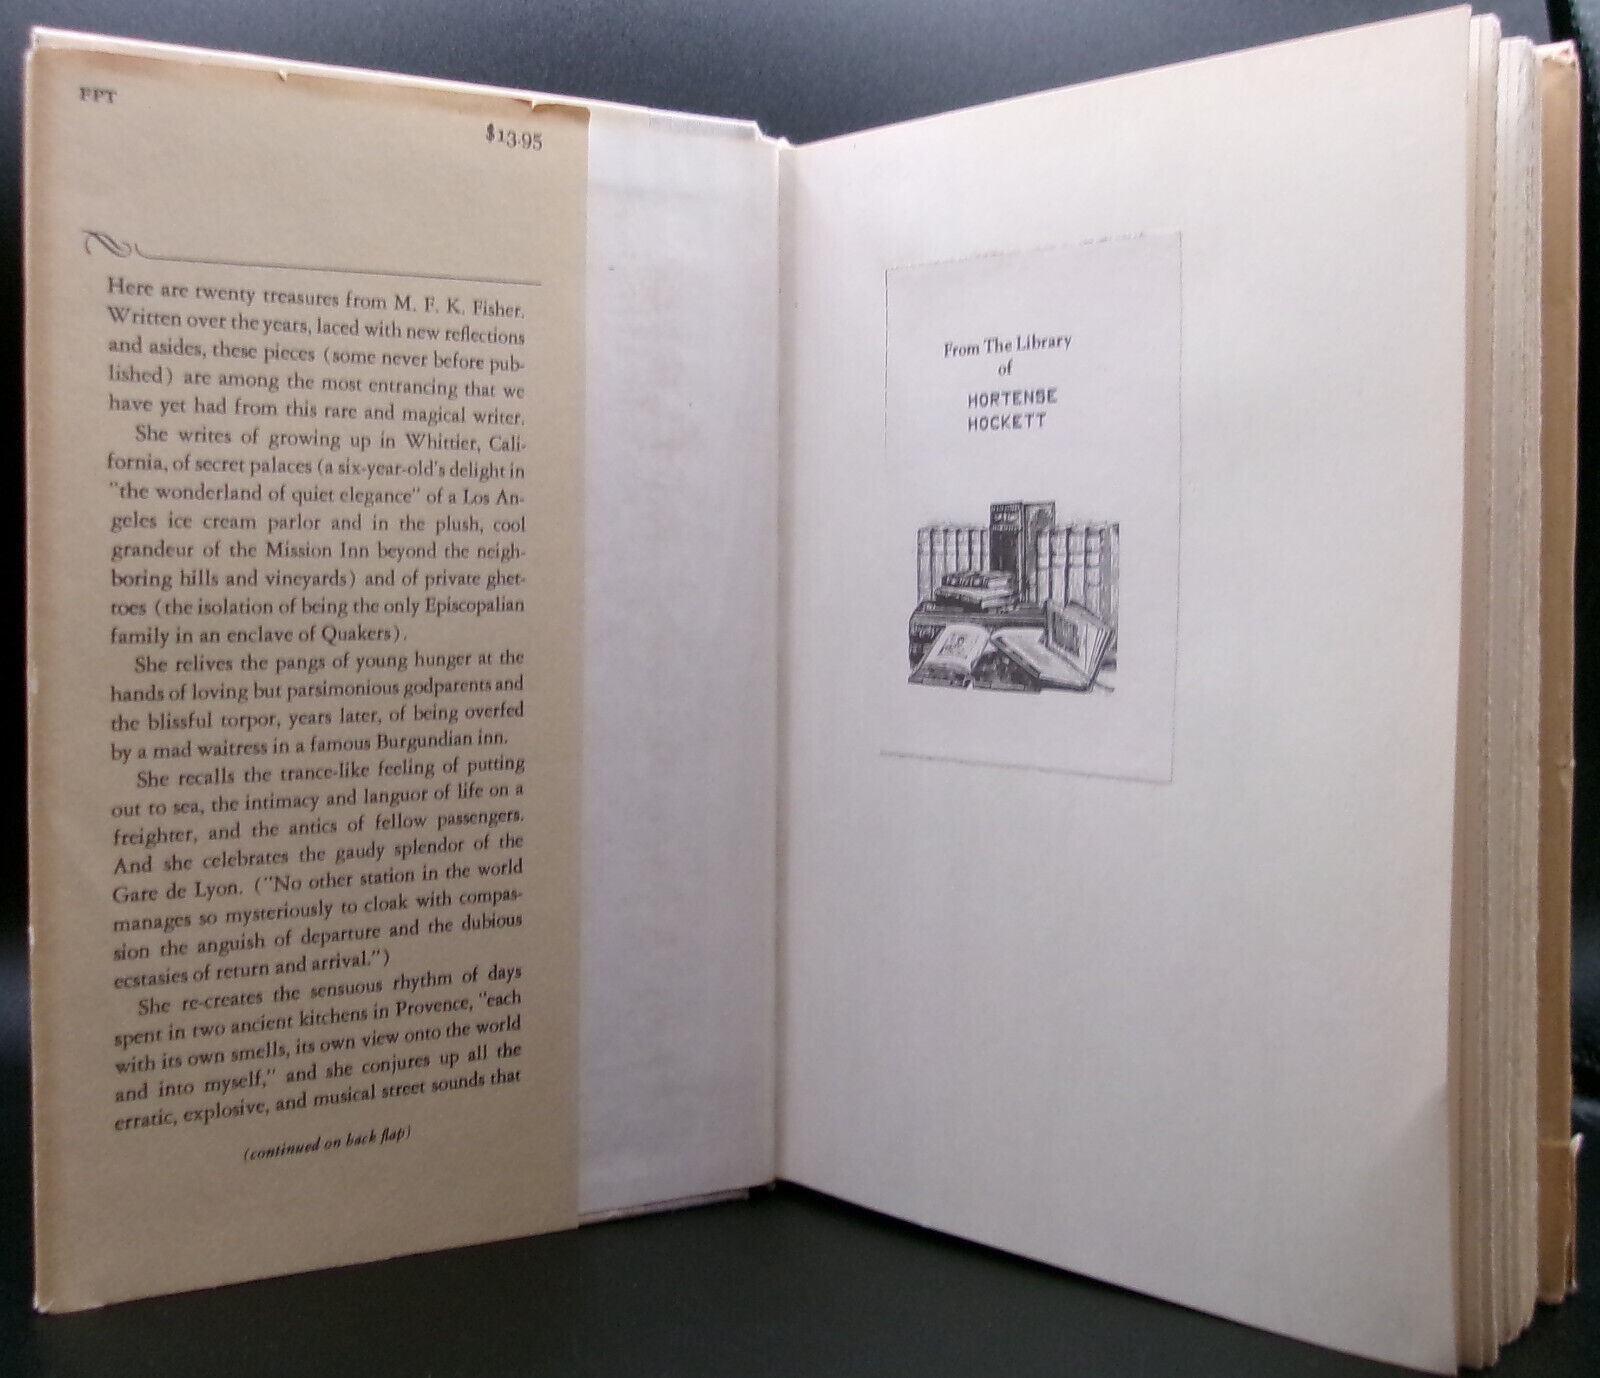 FPT
$13.95
Here are twenty treasures from M. F. K. Fisher.
Written over the years, laced with new reflections
and asides, these pieces (some never before pub-
lished) are among the most entrancing that we
have yet had from this rare and magical writer.
She writes of growing up in Whittier, Cali-
fornia, of secret palaces (a six-year-old's delight in
"the wonderland of quiet elegance" of a Los An-
geles ice cream parlor and in the plush, cool
grandeur of the Mission Inn beyond the neigh-
boring hills and vineyards) and of private ghet-
toes (the isolation of being the only Episcopalian
family in an enclave of Quakers).
She relives the pangs of young hunger at the
hands of loving but parsimonious godparents and
the blissful torpor, years later, of being overfed
by a mad waitress in a famous Burgundian inn.
She recalls the trance-like feeling of putting
out to sea, the intimacy and languor of life on a
freighter, and the antics of fellow passengers.
And she celebrates the gaudy splendor of the
Gare de Lyon. ("No other station in the world
manages so mysteriously to cloak with compas-
sion the anguish of departure and the dubious
ecstasies of return and arrival.")
She re-creates the sensuous rhythm of days
spent in two ancient kitchens in Provence, "each
with its own smells, its own view onto the world
and into myself," and she conjures up all the
erratic, explosive, and musical street sounds that
(continued on back flap)
From The Library
of
HORTENSE
HOCKETT